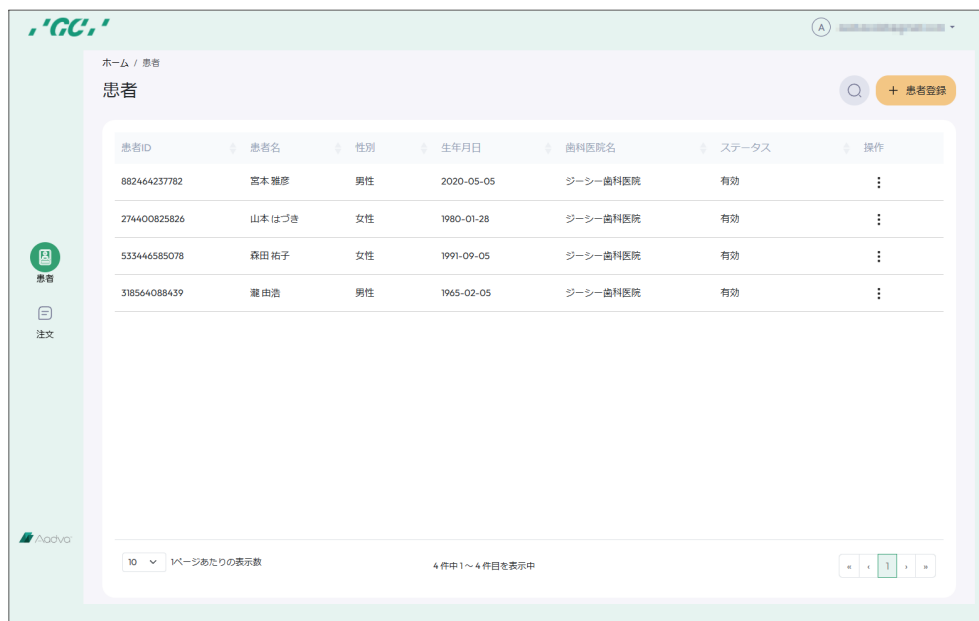 GC
A
ホーム / 患者
患者
+ 患者登録
患者ID 患者名 性別 生年月日 歯科医院名 ステータス 操作
882464237782 宮本 雅彦 男性 2020-05-05 ジーシー歯科医院 有効
274400825826 山本 はづき 女性 1980-01-28 ジーシー歯科医院 有効
533446585078 森田 祐子 女性 1991-09-05 ジーシー歯科医院 有効
318564088439 瀧 由浩 男性 1965-02-05 ジーシー歯科医院 有効
患者
注文
Aadva
10 1ページあたりの表示数 4 件中 1 ～ 4 件目を表示中 « ‹ 1 › »